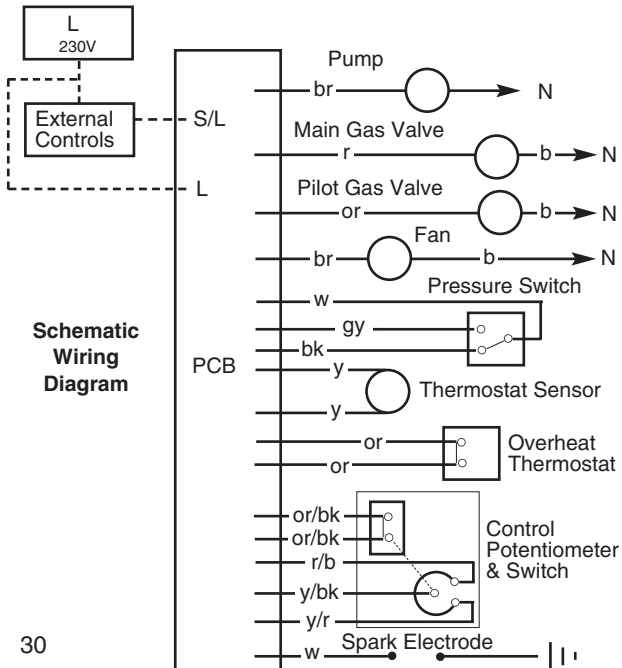 L
230V
External
Controls
S/L
L
PCB
Schematic
Wiring
Diagram
Pump
br
N
Main Gas Valve
r
b
N
Pilot Gas Valve
or
b
N
Fan
br
b
N
Pressure Switch
w
gy
bk
y
Thermostat Sensor
y
or
Overheat
Thermostat
or
or/bk
or/bk
r/b
y/bk
y/r
Control
Potentiometer
& Switch
Spark Electrode
w
30